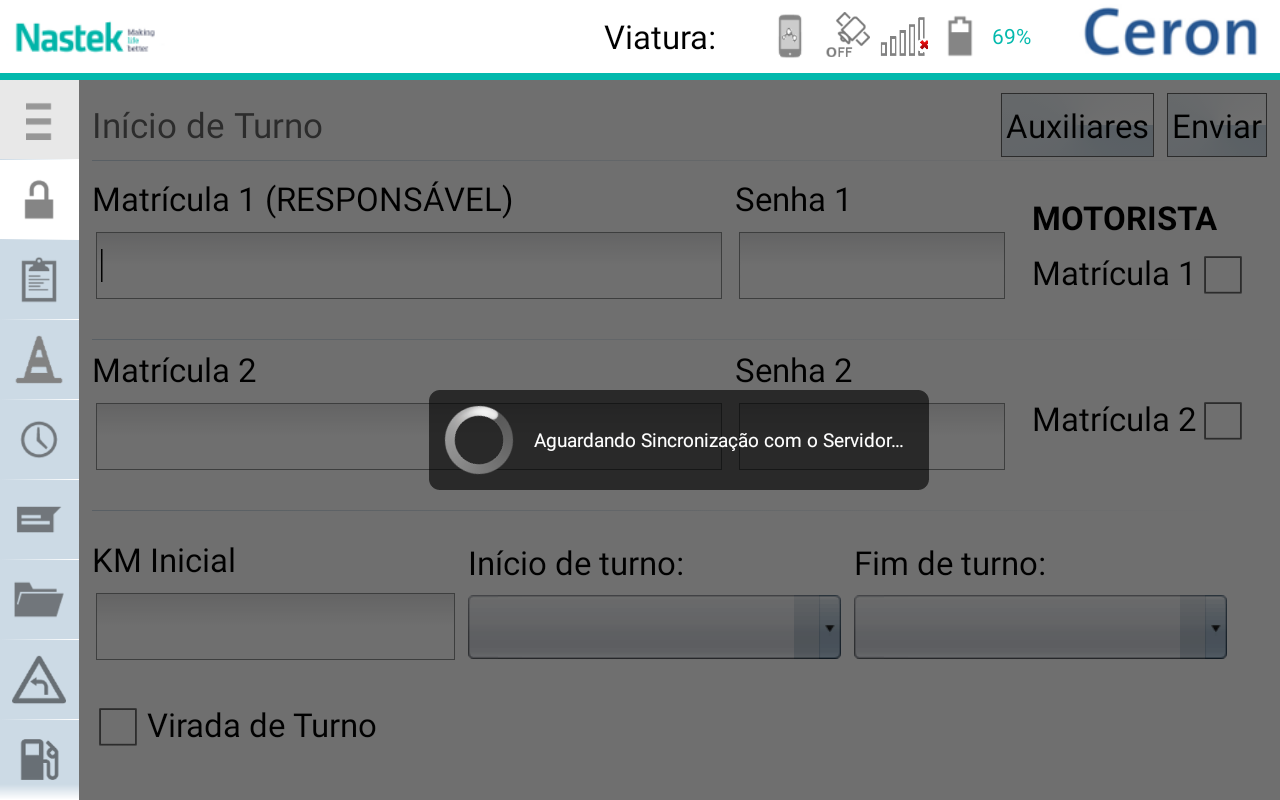 Nastek Making life better
Viatura:
OFF
69%
Ceron
Início de Turno
Auxiliares
Enviar
Matrícula 1 (RESPONSÁVEL)
Senha 1
MOTORISTA
Matrícula 1
Matrícula 2
Senha 2
Matrícula 2
Aguardando Sincronização com o Servidor...
KM Inicial
Início de turno:
Fim de turno:
Virada de Turno